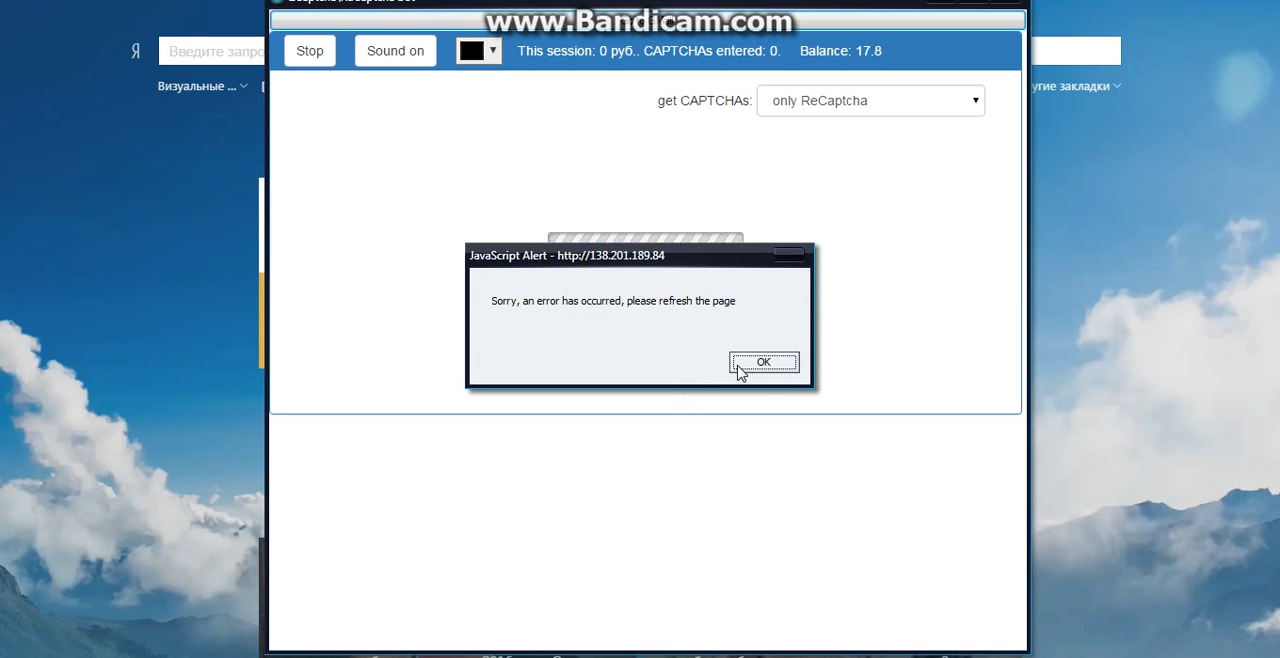 www.Bandicam.com
Я
Введите запро
Stop
Sound on
This session: 0 руб.. CAPTCHAs entered: 0.
Balance: 17.8
Визуальные ...
угие закладки
get CAPTCHAs:
only ReCaptcha
JavaScript Alert - http://138.201.189.84
Sorry, an error has occurred, please refresh the page
OK